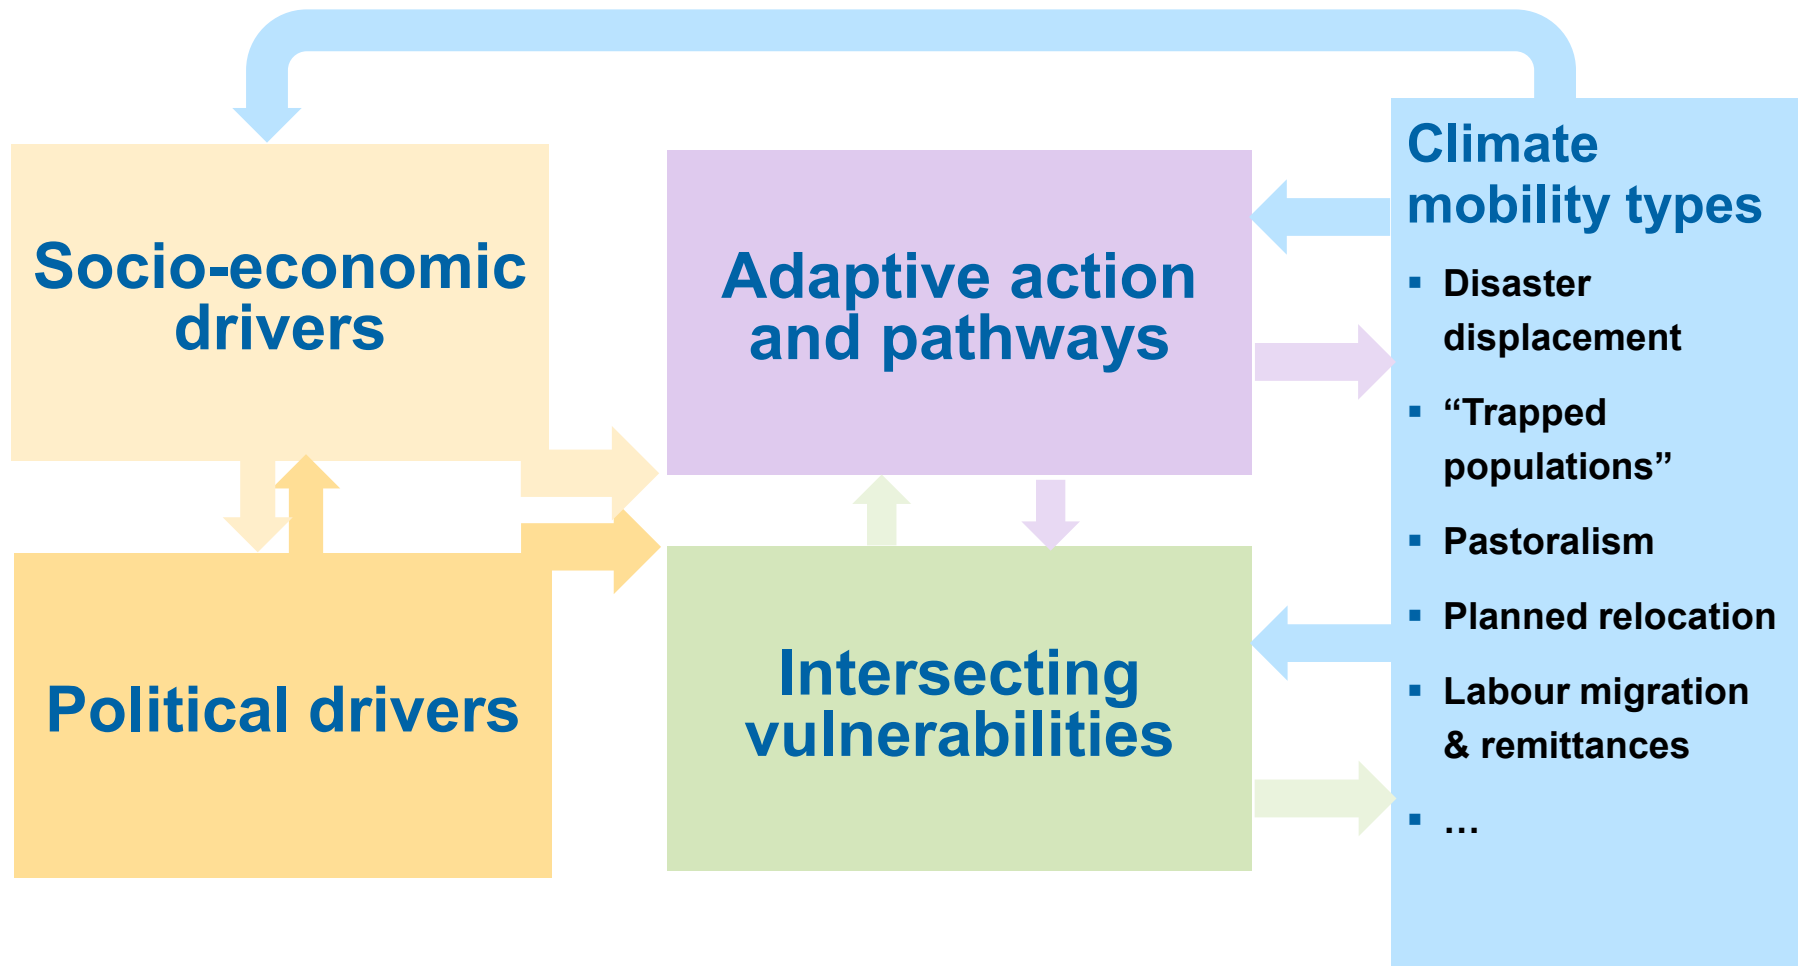 Socio-economic
drivers
Political drivers
Adaptive action
and pathways
Intersecting
vulnerabilities
Climate
mobility types
▪ Disaster
displacement
▪ “Trapped
populations”
▪ Pastoralism
▪ Planned relocation
▪ Labour migration
& remittances
▪ …